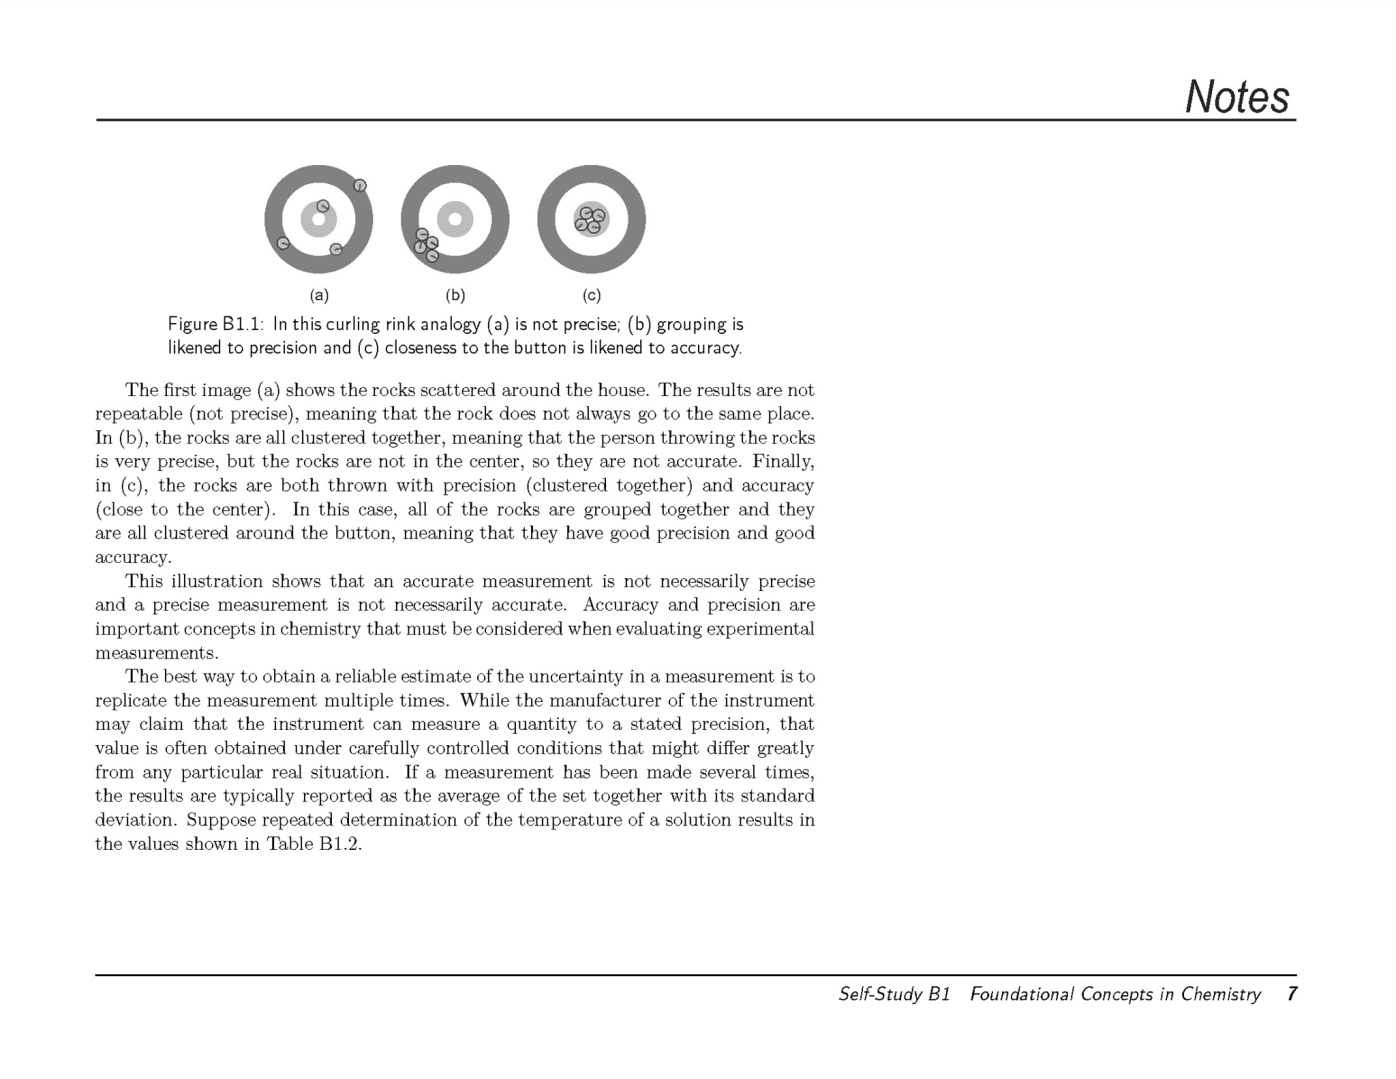 Notes
(a) (b) (c)
Figure B1.1: In this curling rink analogy (a) is not precise; (b) grouping is
likened to precision and (c) closeness to the button is likened to accuracy.
The first image (a) shows the rocks scattered around the house. The results are not
repeatable (not precise), meaning that the rock does not always go to the same place.
In (b), the rocks are all clustered together, meaning that the person throwing the rocks
is very precise, but the rocks are not in the center, so they are not accurate. Finally,
in (c), the rocks are both thrown with precision (clustered together) and accuracy
(close to the center). In this case, all of the rocks are grouped together and they
are all clustered around the button, meaning that they have good precision and good
accuracy.
This illustration shows that an accurate measurement is not necessarily precise
and a precise measurement is not necessarily accurate. Accuracy and precision are
important concepts in chemistry that must be considered when evaluating experimental
measurements.
The best way to obtain a reliable estimate of the uncertainty in a measurement is to
replicate the measurement multiple times. While the manufacturer of the instrument
may claim that the instrument can measure a quantity to a stated precision, that
value is often obtained under carefully controlled conditions that might differ greatly
from any particular real situation. If a measurement has been made several times,
the results are typically reported as the average of the set together with its standard
deviation. Suppose repeated determination of the temperature of a solution results in
the values shown in Table B1.2.
Self-Study B1 Foundational Concepts in Chemistry 7